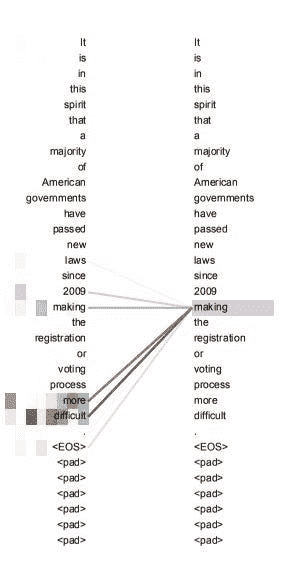 It It
is is
in in
this this
spirit spirit
that that
a a
majority majority
of of
American American
governments governments
have have
passed passed
new new
laws laws
since since
2009 2009
making making
the the
registration registration
or or
voting voting
process process
more more
difficult difficult
. .
<EOS> <EOS>
<pad> <pad>
<pad> <pad>
<pad> <pad>
<pad> <pad>
<pad> <pad>
<pad> <pad>